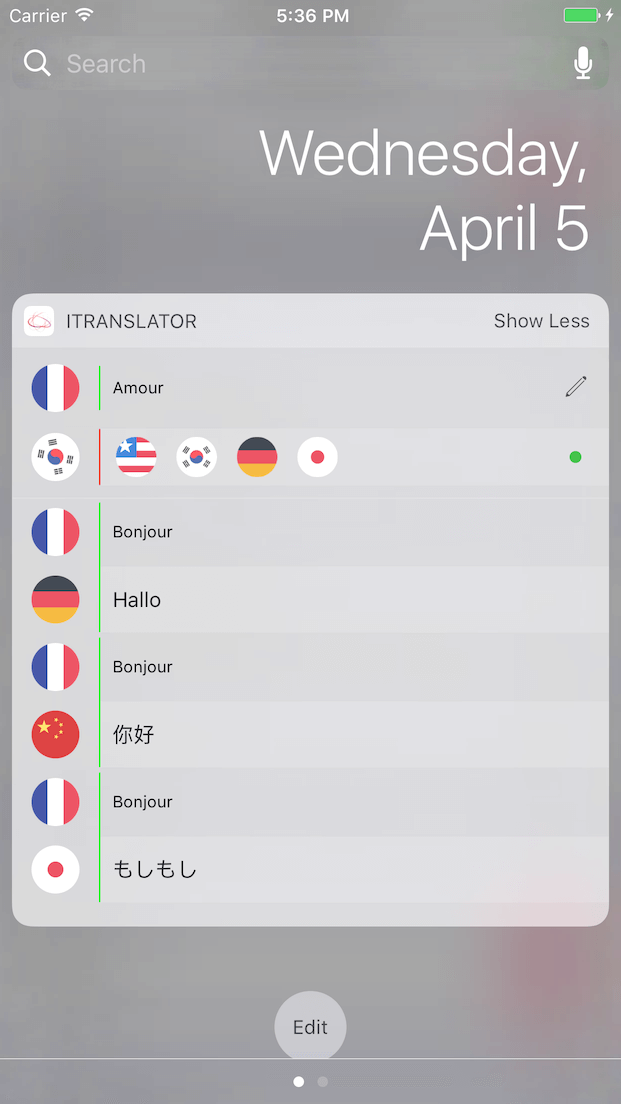 Carrier 5:36 PM
Search
Wednesday,
April 5
ITRANSLATOR Show Less
Amour
Bonjour
Hallo
Bonjour
你好
Bonjour
もしもし
Edit